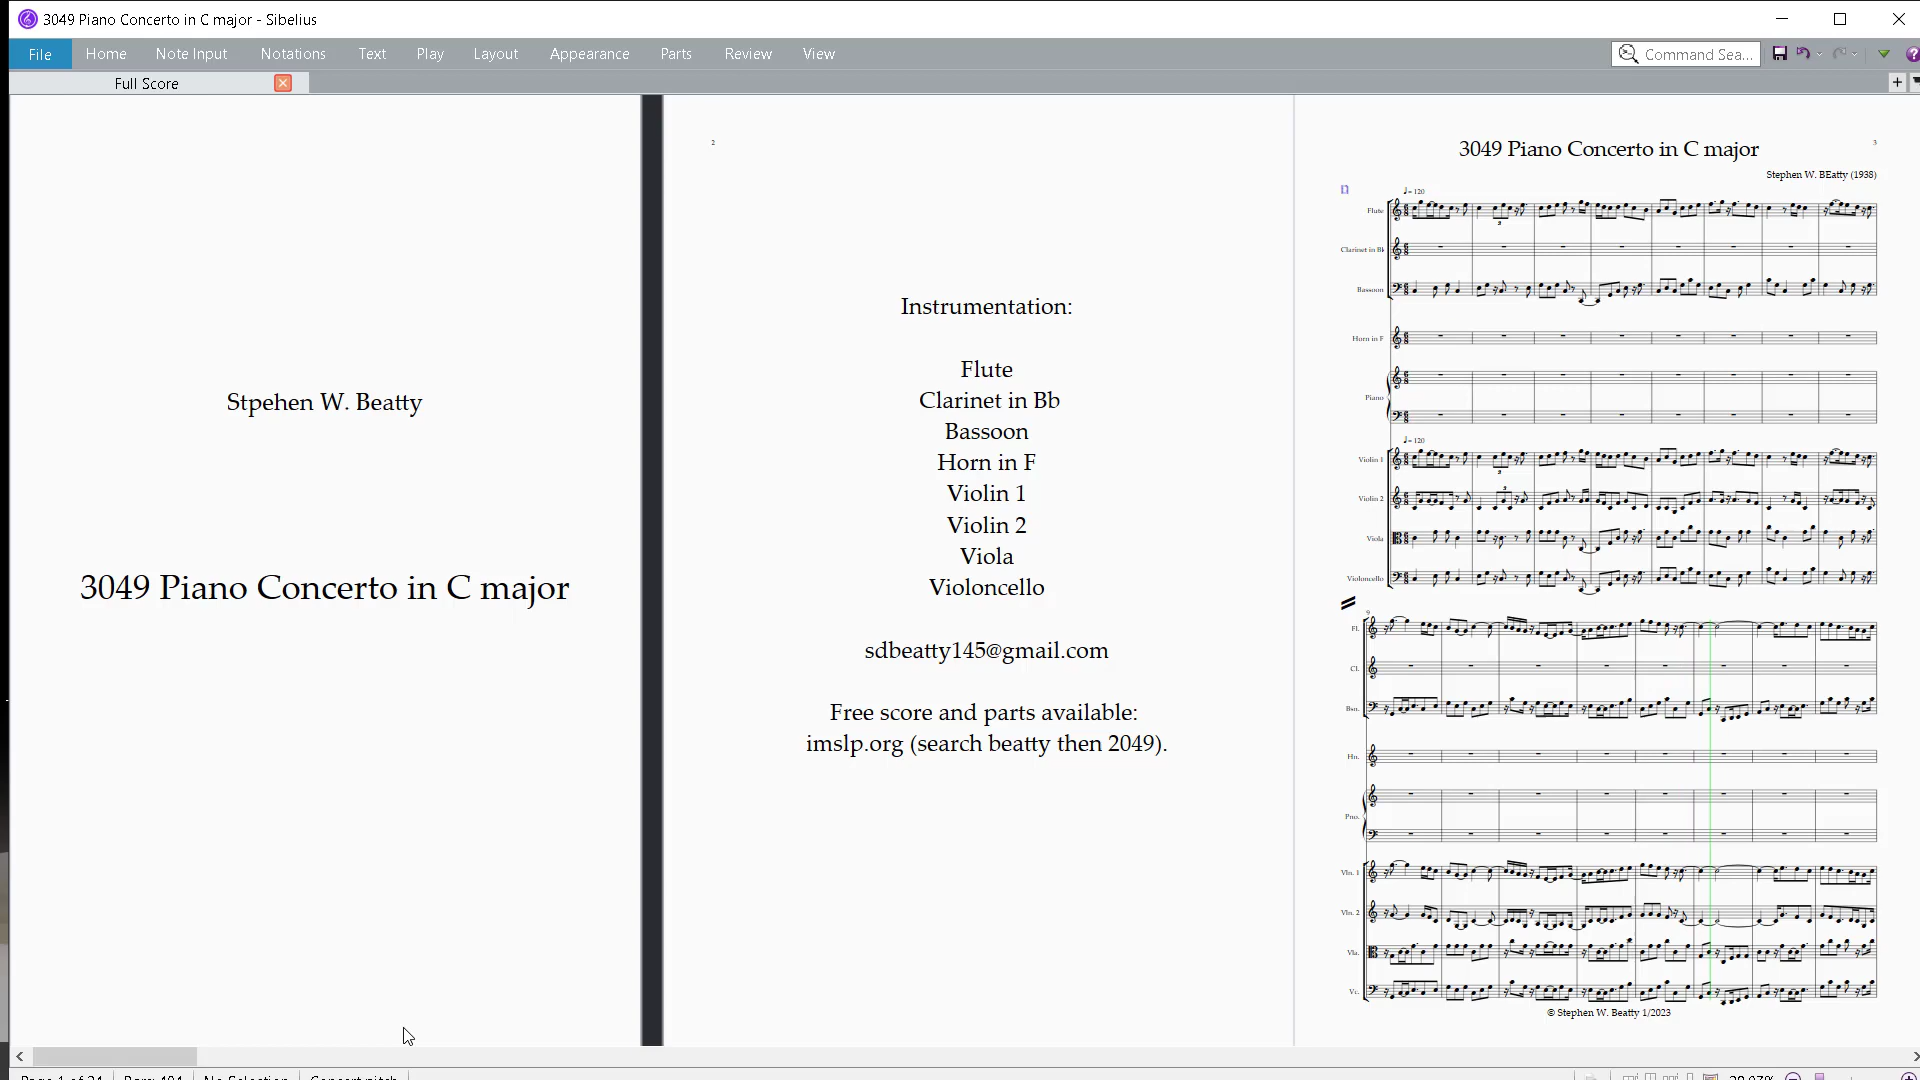 3049 Piano Concerto in C major - Sibelius
File Home Note Input Notations Text Play Layout Appearance Parts Review View
Command Sea...
Full Score
Stpehen W. Beatty
3049 Piano Concerto in C major
2
Instrumentation:
Flute
Clarinet in Bb
Bassoon
Horn in F
Violin 1
Violin 2
Viola
Violoncello
sdbeatty145@gmail.com
Free score and parts available:
imslp.org (search beatty then 2049).
3
3049 Piano Concerto in C major
Stephen W. BEatty (1938)
♩= 120
Flute
Clarinet in B♭
Bassoon
Horn in F
Piano
♩= 120
Violin 1
Violin 2
Viola
Violoncello
9
Fl.
Cl.
Bsn.
Hn.
Pno.
Vln. 1
Vln. 2
Vla.
Vc.
© Stephen W. Beatty 1/2023